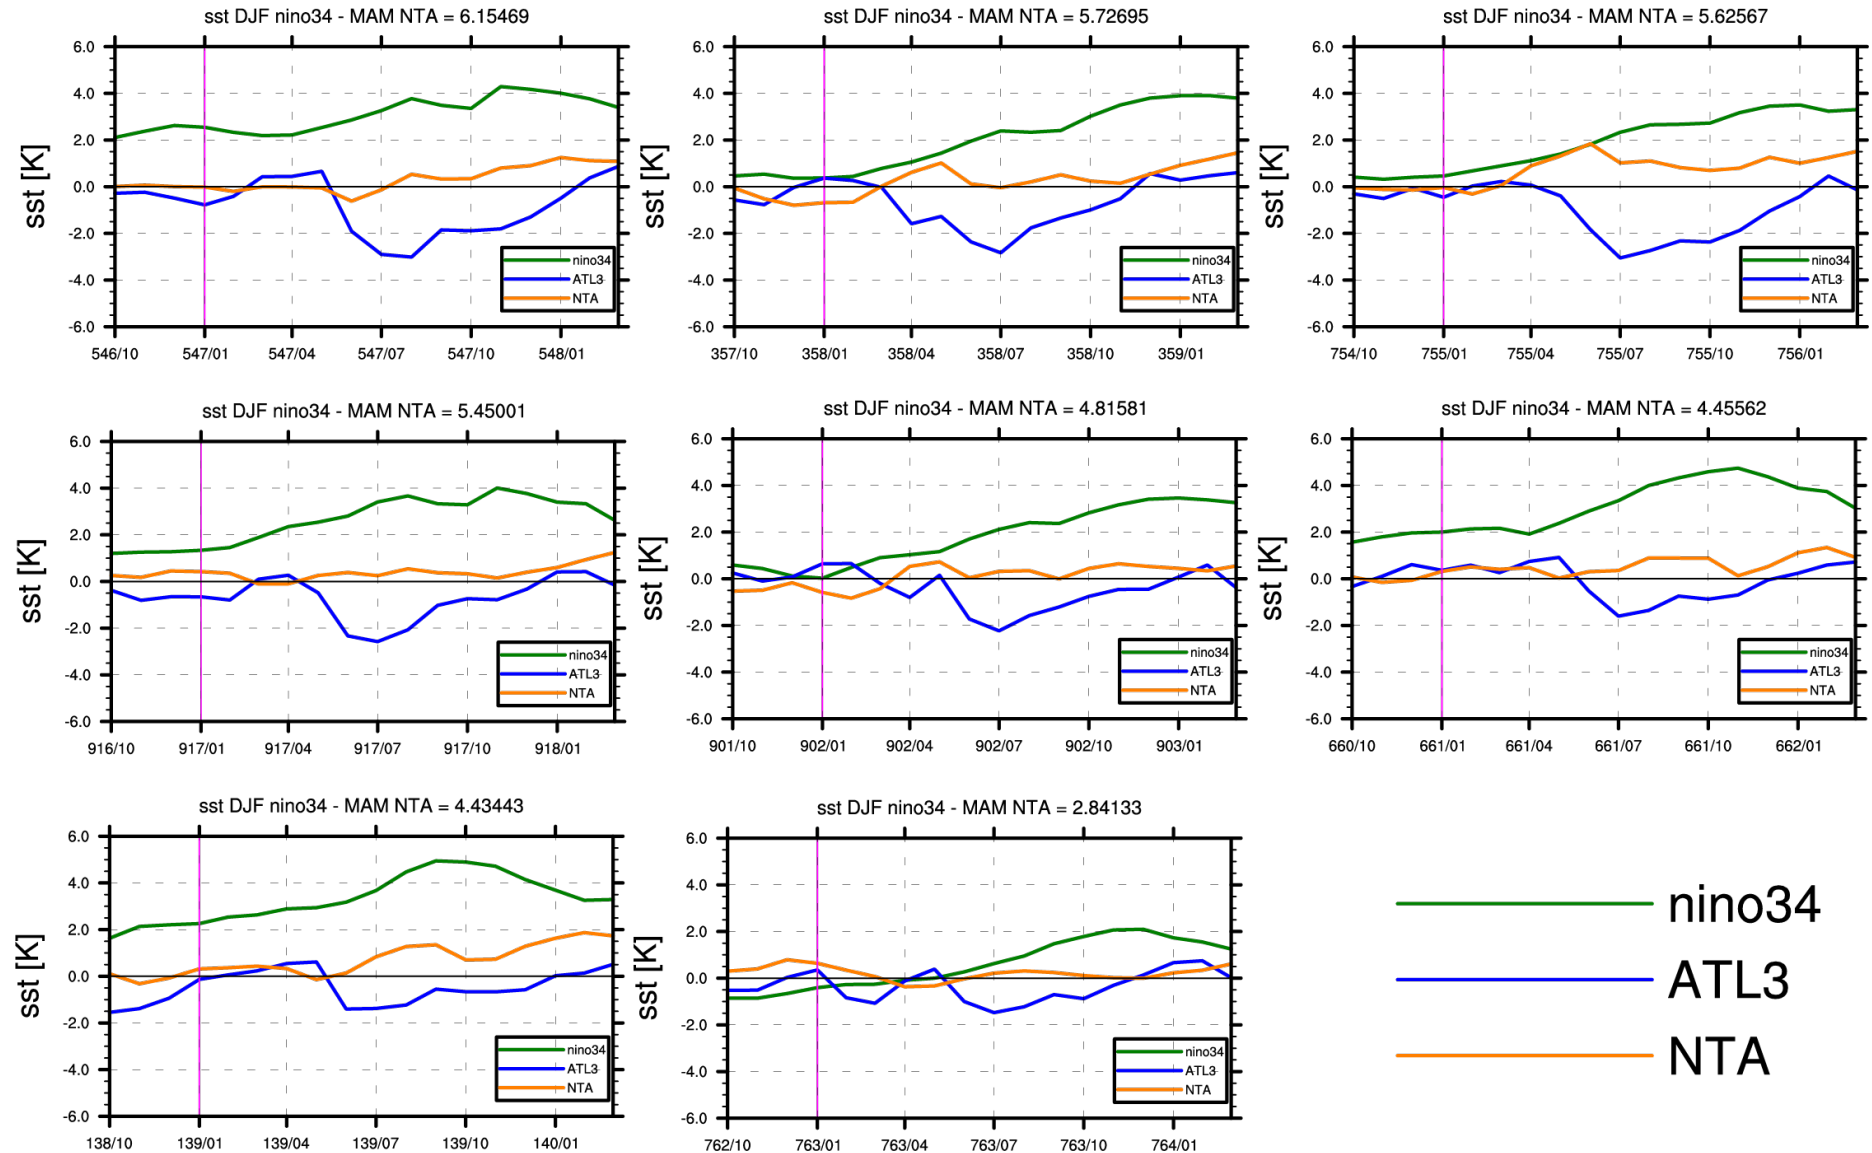 sst DJF nino34 - MAM NTA = 6.15469
6.0
4.0
2.0
0.0
-2.0
-4.0
-6.0
sst [K]
nino34
ATL3
NTA
546/10 547/01 547/04 547/07 547/10 548/01
sst DJF nino34 - MAM NTA = 5.72695
6.0
4.0
2.0
0.0
-2.0
-4.0
-6.0
sst [K]
nino34
ATL3
NTA
357/10 358/01 358/04 358/07 358/10 359/01
sst DJF nino34 - MAM NTA = 5.62567
6.0
4.0
2.0
0.0
-2.0
-4.0
-6.0
sst [K]
nino34
ATL3
NTA
754/10 755/01 755/04 755/07 755/10 756/01
sst DJF nino34 - MAM NTA = 5.45001
6.0
4.0
2.0
0.0
-2.0
-4.0
-6.0
sst [K]
nino34
ATL3
NTA
916/10 917/01 917/04 917/07 917/10 918/01
sst DJF nino34 - MAM NTA = 4.81581
6.0
4.0
2.0
0.0
-2.0
-4.0
-6.0
sst [K]
nino34
ATL3
NTA
901/10 902/01 902/04 902/07 902/10 903/01
sst DJF nino34 - MAM NTA = 4.45562
6.0
4.0
2.0
0.0
-2.0
-4.0
-6.0
sst [K]
nino34
ATL3
NTA
660/10 661/01 661/04 661/07 661/10 662/01
sst DJF nino34 - MAM NTA = 4.43443
6.0
4.0
2.0
0.0
-2.0
-4.0
-6.0
sst [K]
nino34
ATL3
NTA
138/10 139/01 139/04 139/07 139/10 140/01
sst DJF nino34 - MAM NTA = 2.84133
6.0
4.0
2.0
0.0
-2.0
-4.0
-6.0
sst [K]
nino34
ATL3
NTA
762/10 763/01 763/04 763/07 763/10 764/01
nino34
ATL3
NTA